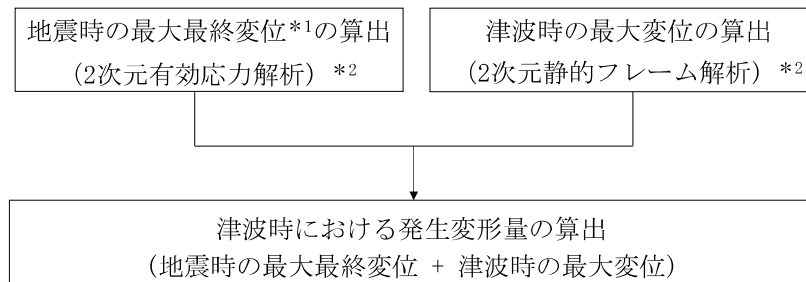 地震時の最大最終変位*1の算出
(2次元有効応力解析)*2
津波時の最大変位の算出
(2次元静的フレーム解析)*2
津波時における発生変形量の算出
(地震時の最大最終変位 + 津波時の最大変位)